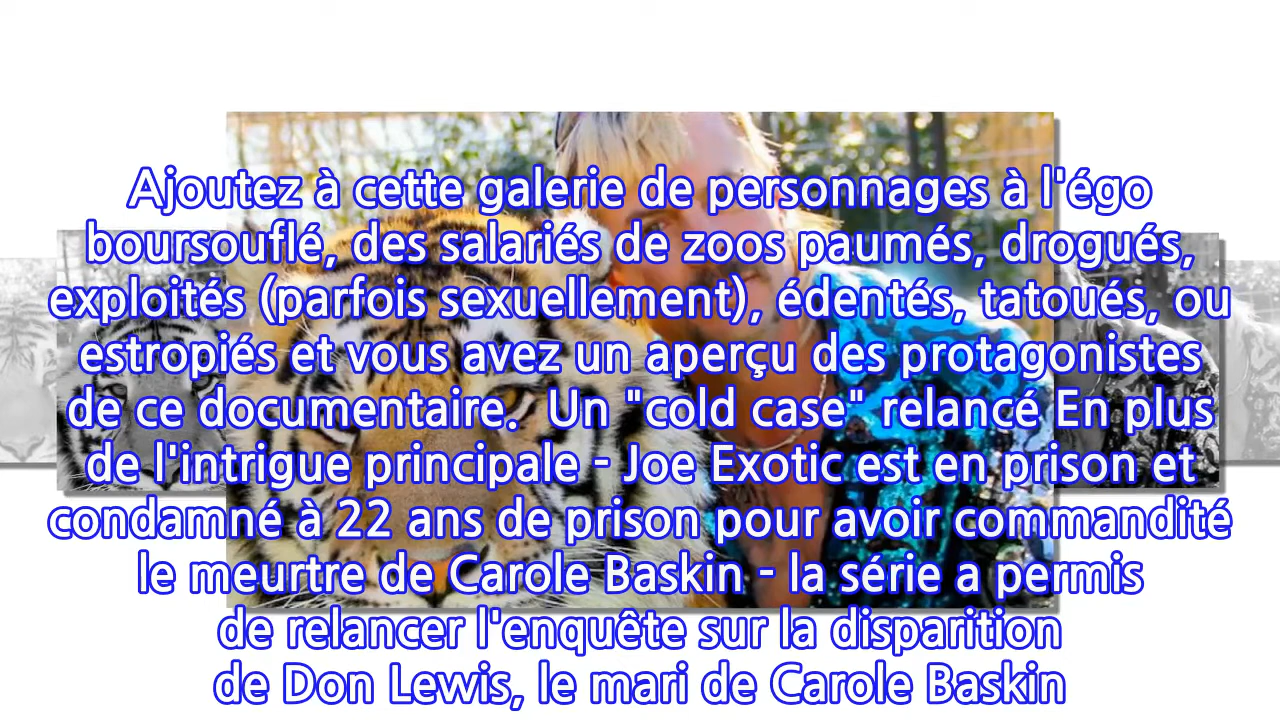 Ajoutez à cette galerie de personnages à l'égo
boursouflé, des salariés de zoos paumés, drogués,
exploités (parfois sexuellement), édentés, tatoués, ou
estropiés et vous avez un aperçu des protagonistes
de ce documentaire. Un "cold case" relancé En plus
de l'intrigue principale - Joe Exotic est en prison et
condamné à 22 ans de prison pour avoir commandité
le meurtre de Carole Baskin - la série a permis
de relancer l'enquête sur la disparition
de Don Lewis, le mari de Carole Baskin